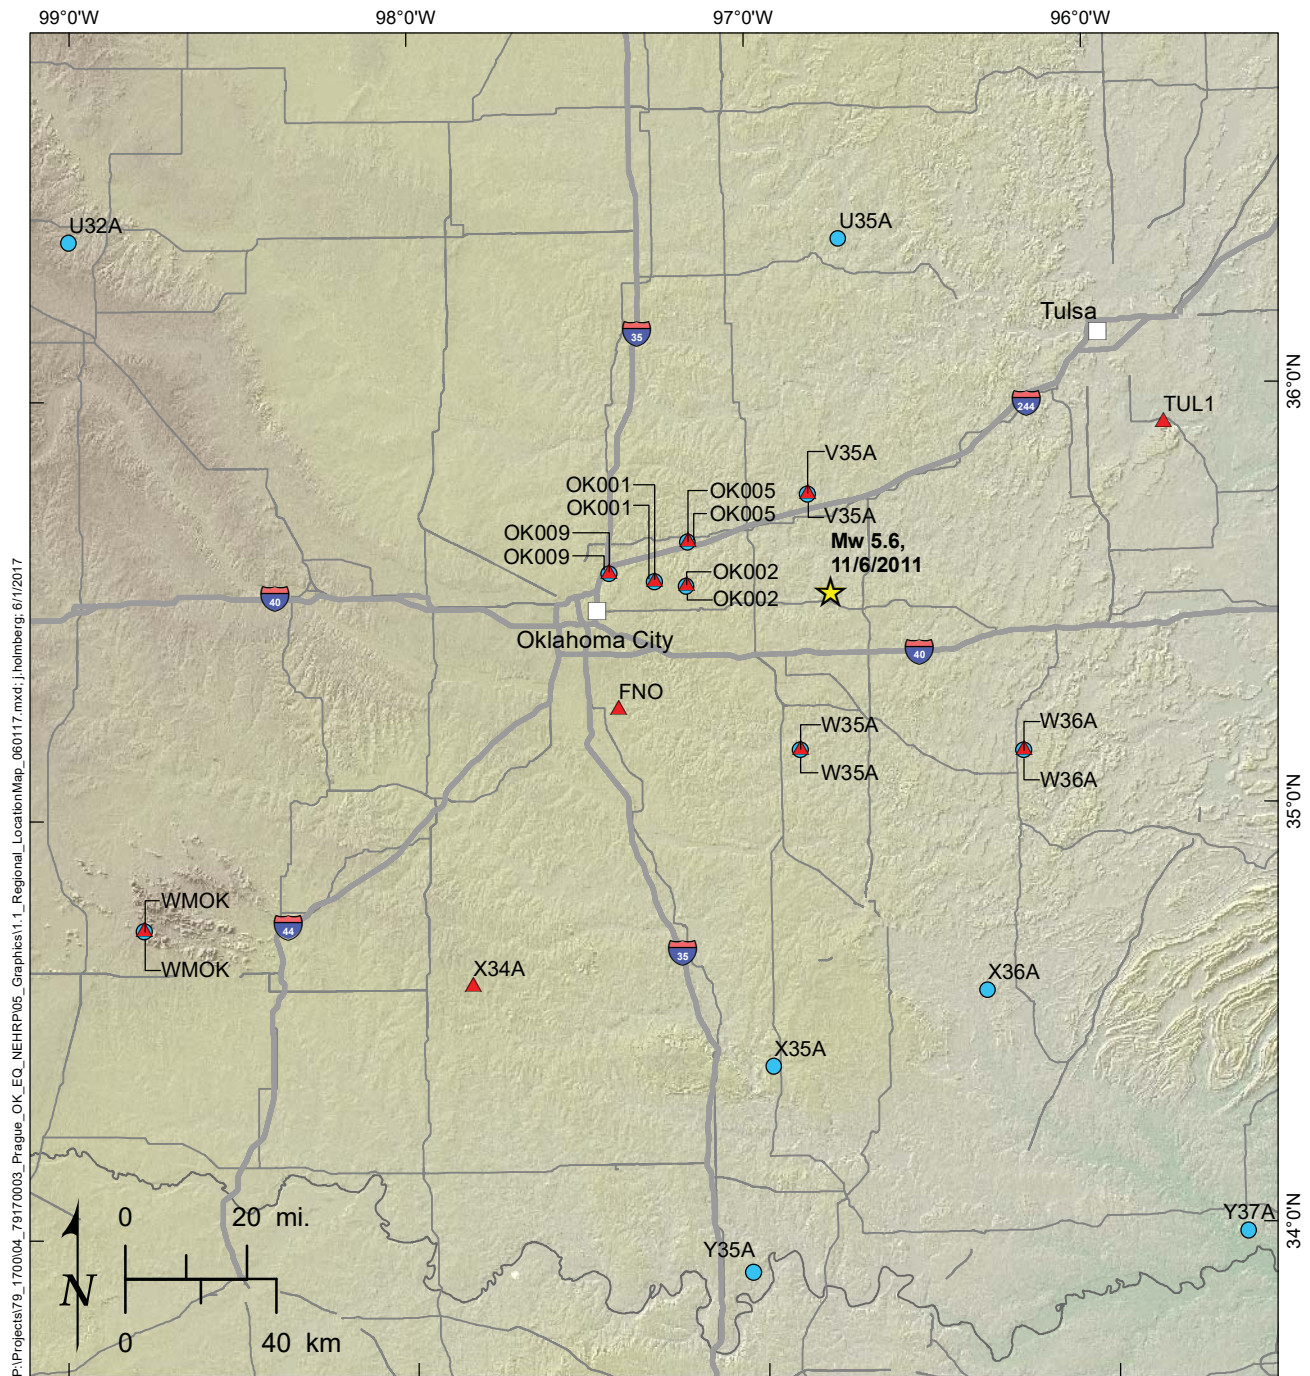 99°0'W
98°0'W
97°0'W
96°0'W
U32A
U35A
Tulsa
35
36°0'N
244
TUL1
V35A
OK001
OK005
OK001
OK005
V35A
OK009
Mw 5.6,
OK009
11/6/2011
OK002
OK002
40
Oklahoma City
40
FNO
W35A
W36A
W35A
W36A
35°0'N
WMOK
44
35
WMOK
X34A
X36A
X35A
Y37A
0 20 mi.
34°0'N
Y35A
N
0 40 km
P:\Projects\79_1700\04_79170003_Prague_OK_EQ_NEHRP\05_Graphics\1.1_Regional_LocationMap_060117.mxd; j.holmberg; 6/1/2017